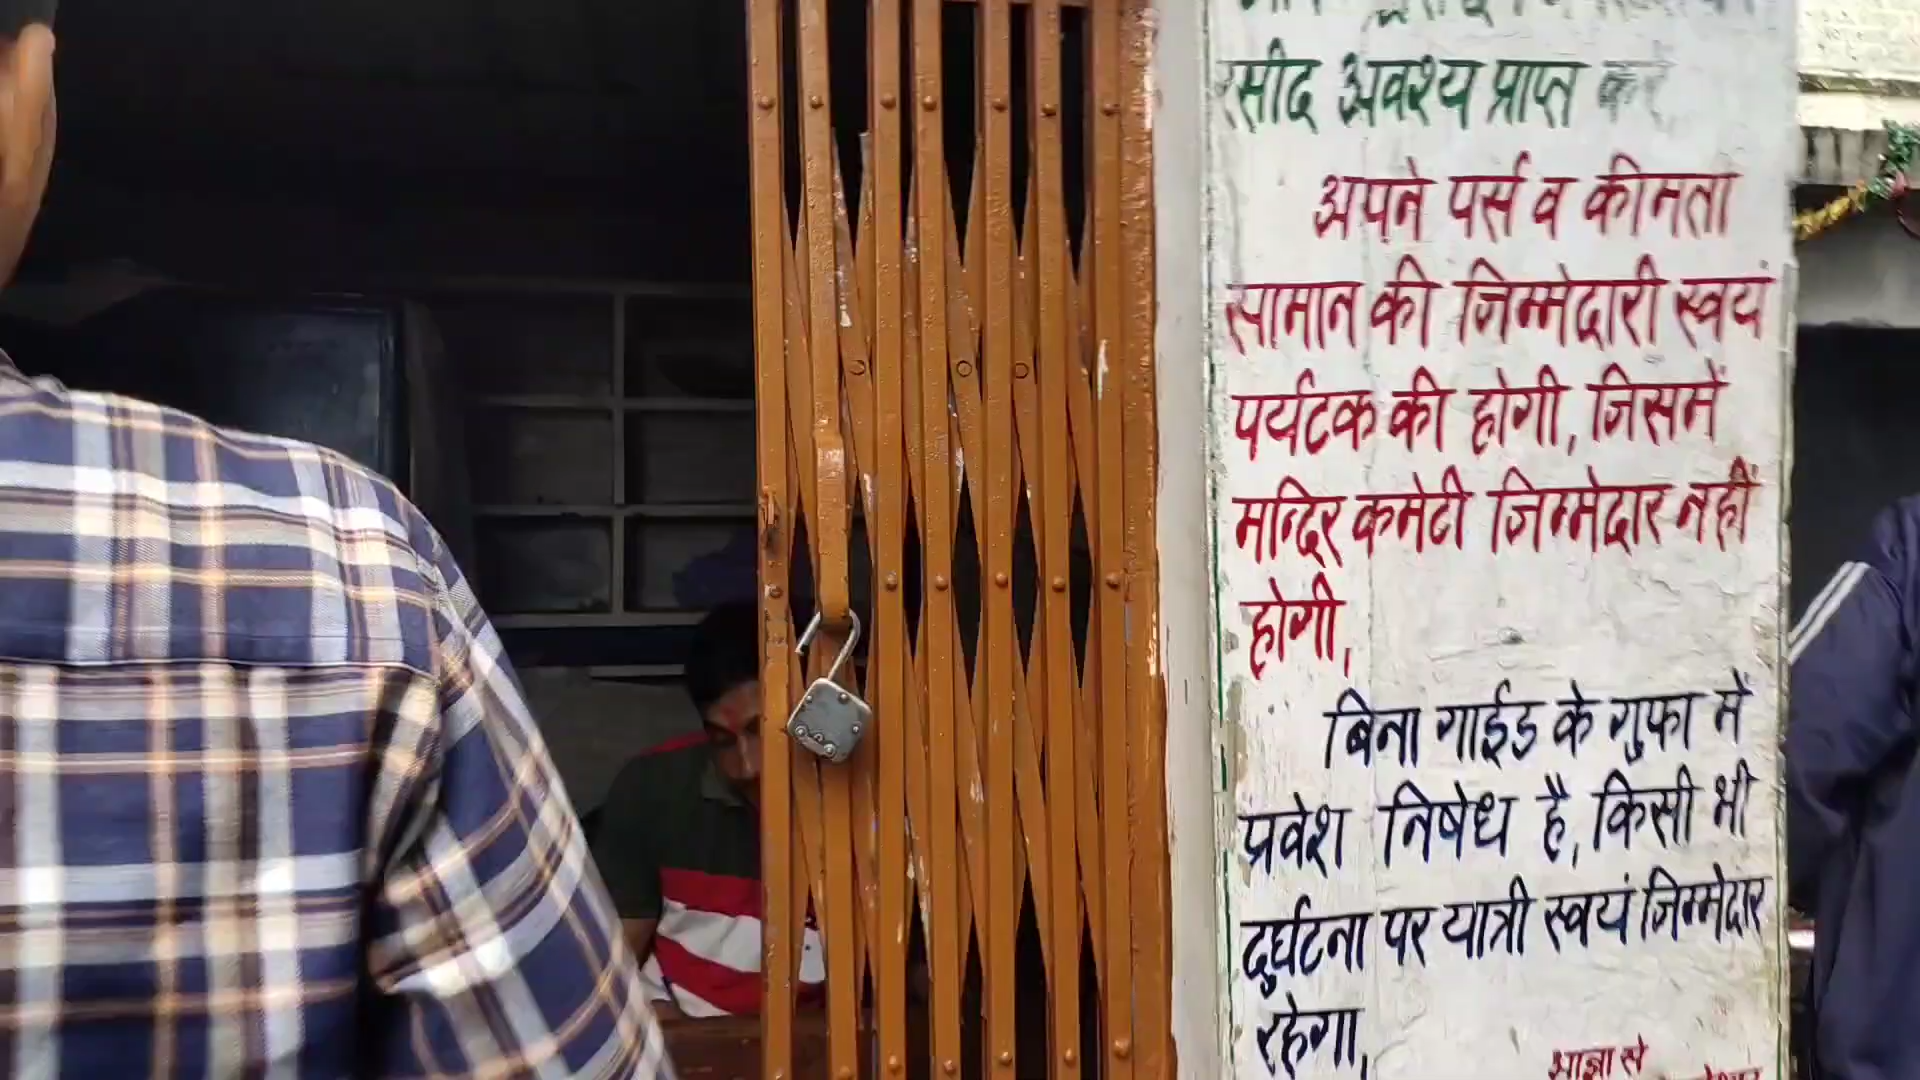 रसीद अवश्य प्राप्त करें
अपने पर्स व कीमती
सामान की जिम्मेदारी स्वयं
पर्यटक की होगी, जिसमें
मन्दिर कमेटी जिम्मेदार नहीं
होगी,
बिना गाईड के गुफा में
प्रवेश निषेध है, किसी भी
दुर्घटना पर यात्री स्वयं जिम्मेदार
रहेगा,
आज्ञा से